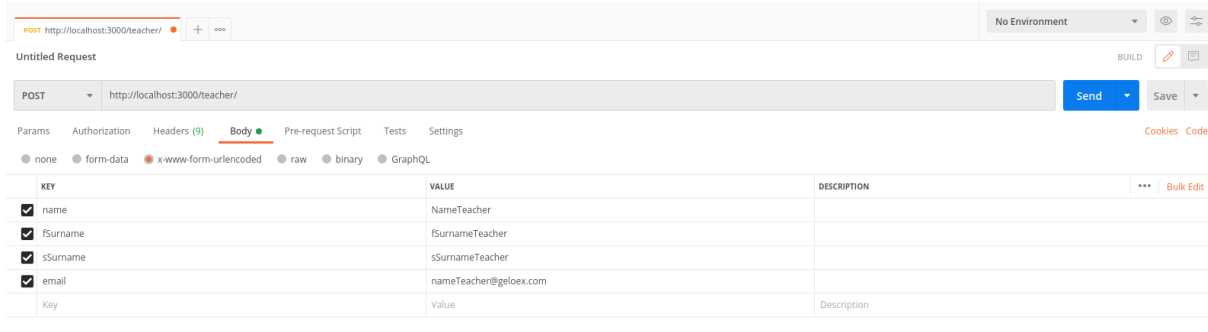 POST http://localhost:3000/teacher/
No Environment
Untitled Request
BUILD
POST http://localhost:3000/teacher/ Send Save
Params Authorization Headers (9) Body Pre-request Script Tests Settings Cookies Code
none form-data x-www-form-urlencoded raw binary GraphQL
KEY VALUE DESCRIPTION Bulk Edit
name NameTeacher
fSurname fSurnameTeacher
sSurname sSurnameTeacher
email nameTeacher@geloex.com
Key Value Description